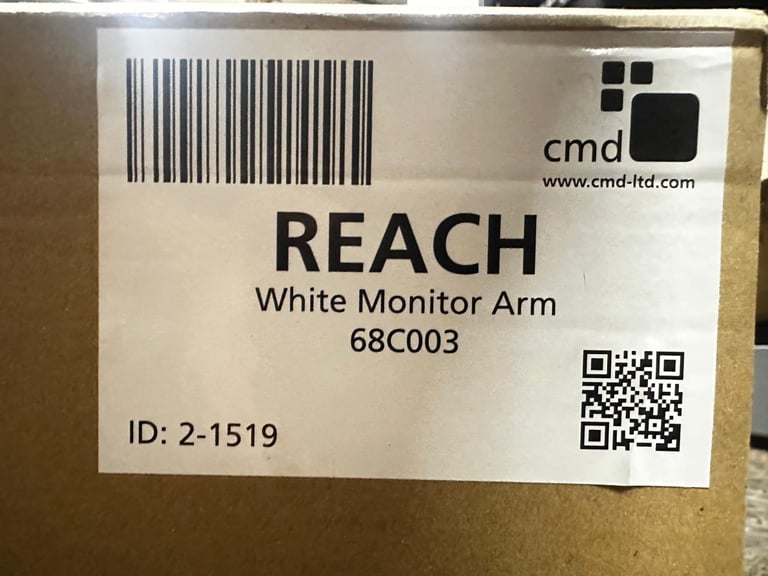 cmd
www.cmd-ltd.com
REACH
White Monitor Arm
68C003
ID: 2-1519